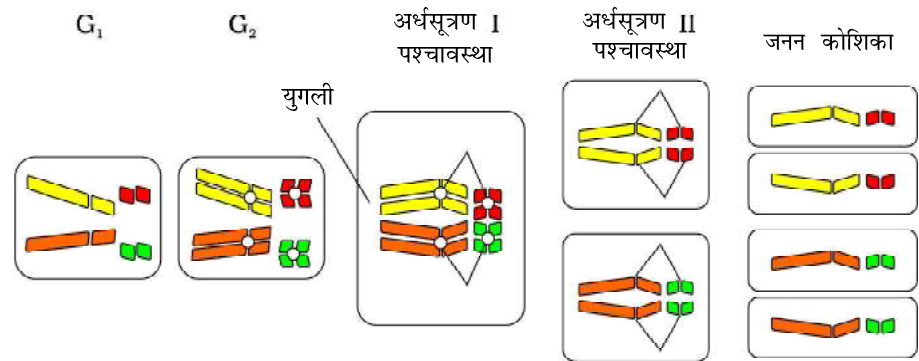 G₁
G₂
अर्धसूत्रण I
पश्चावस्था
अर्धसूत्रण II
पश्चावस्था
जनन कोशिका
युगली